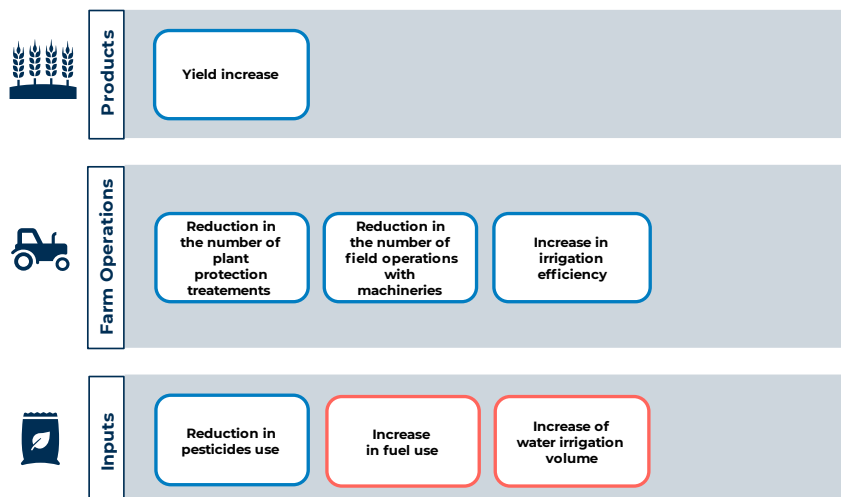 Products
Yield increase
Farm Operations
Reduction in
the number of
plant
protection
treatements
Reduction in
the number of
field operations
with
machineries
Increase in
irrigation
efficiency
Inputs
Reduction in
pesticides use
Increase
in fuel use
Increase of
water irrigation
volume